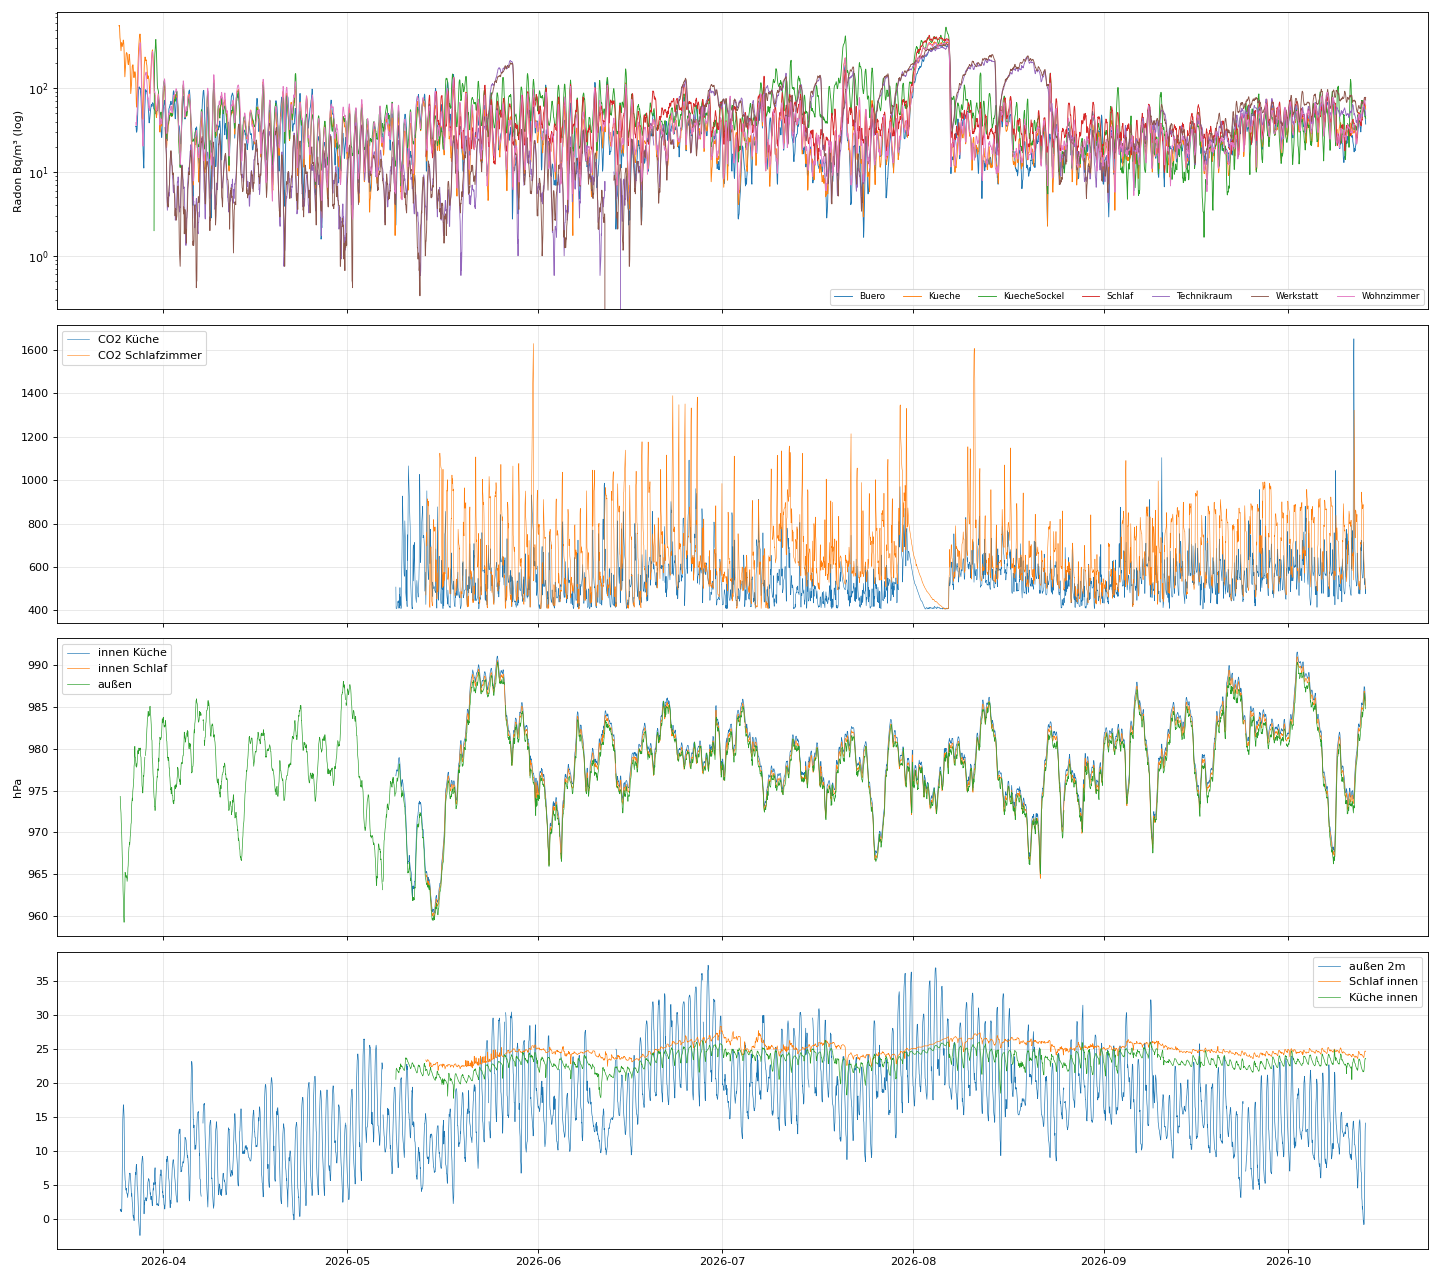 Radon Bq/m³ (log)
10²
10¹
10⁰
Buero Kueche KuecheSockel Schlaf Technikraum Werkstatt Wohnzimmer
CO2 Küche
CO2 Schlafzimmer
1600
1400
1200
1000
800
600
400
innen Küche
innen Schlaf
außen
hPa
990
985
980
975
970
965
960
außen 2m
Schlaf innen
Küche innen
35
30
25
20
15
10
5
0
2026-04 2026-05 2026-06 2026-07 2026-08 2026-09 2026-10